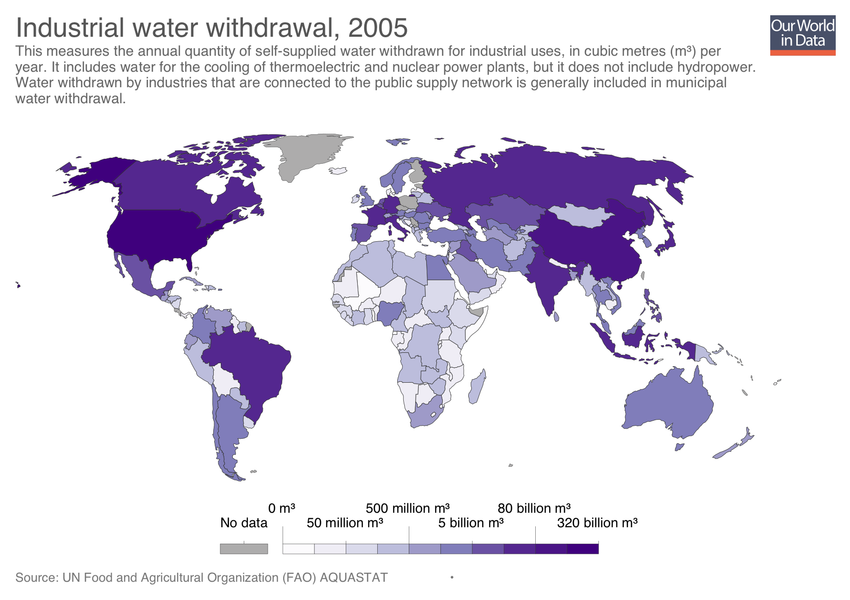 Industrial water withdrawal, 2005
Our World
in Data
This measures the annual quantity of self-supplied water withdrawn for industrial uses, in cubic metres (m³) per
year. It includes water for the cooling of thermoelectric and nuclear power plants, but it does not include hydropower.
Water withdrawn by industries that are connected to the public supply network is generally included in municipal
water withdrawal.
0 m³ 500 million m³ 80 billion m³
No data 50 million m³ 5 billion m³ 320 billion m³
Source: UN Food and Agricultural Organization (FAO) AQUASTAT •